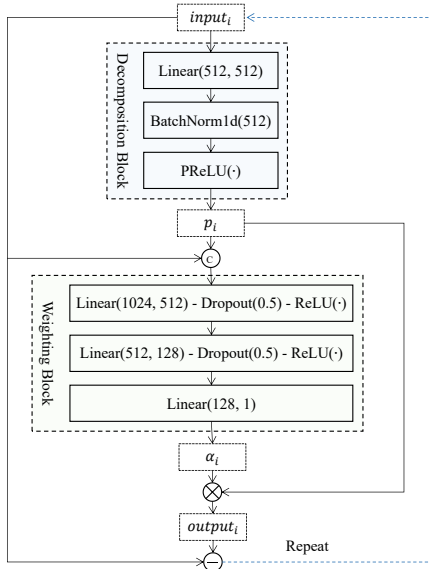 input_i
Decomposition Block
Linear(512, 512)
BatchNorm1d(512)
PReLU(·)
p_i
C
Weighting Block
Linear(1024, 512) - Dropout(0.5) - ReLU(·)
Linear(512, 128) - Dropout(0.5) - ReLU(·)
Linear(128, 1)
α_i
output_i
Repeat